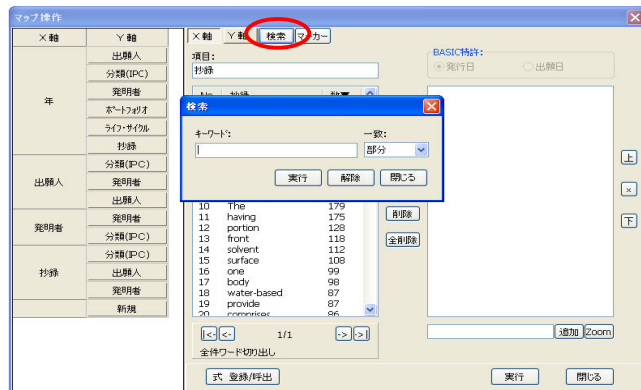 マップ操作
X 軸 Y 軸
年 出願人
分類(IPC)
発明者
ポートフォリオ
ライフ・サイクル
抄録
出願人 分類(IPC)
発明者
出願人
発明者 発明者
分類(IPC)
抄録 分類(IPC)
出願人
発明者
新規
X 軸 Y 軸 検索 マーカー
項目:
抄録
No 抄録 数▼
検索
キーワード: 一致:
部分
実行 解除 閉じる
10 The 179
11 having 175
12 portion 128
13 front 118
14 solvent 112
15 surface 108
16 one 99
17 body 98
18 water-based 87
19 provide 87
20 comprises 86
|<- <- 1/1 -> ->|
全件ワード切り出し
式 登録/呼出
削除
全削除
BASIC特許:
発行日 出願日
上
×
下
追加 Zoom
実行 閉じる